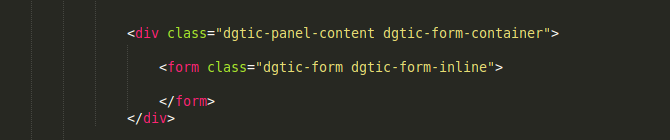 <div class="dgtic-panel-content dgtic-form-container">
<form class="dgtic-form dgtic-form-inline">
</form>
</div>